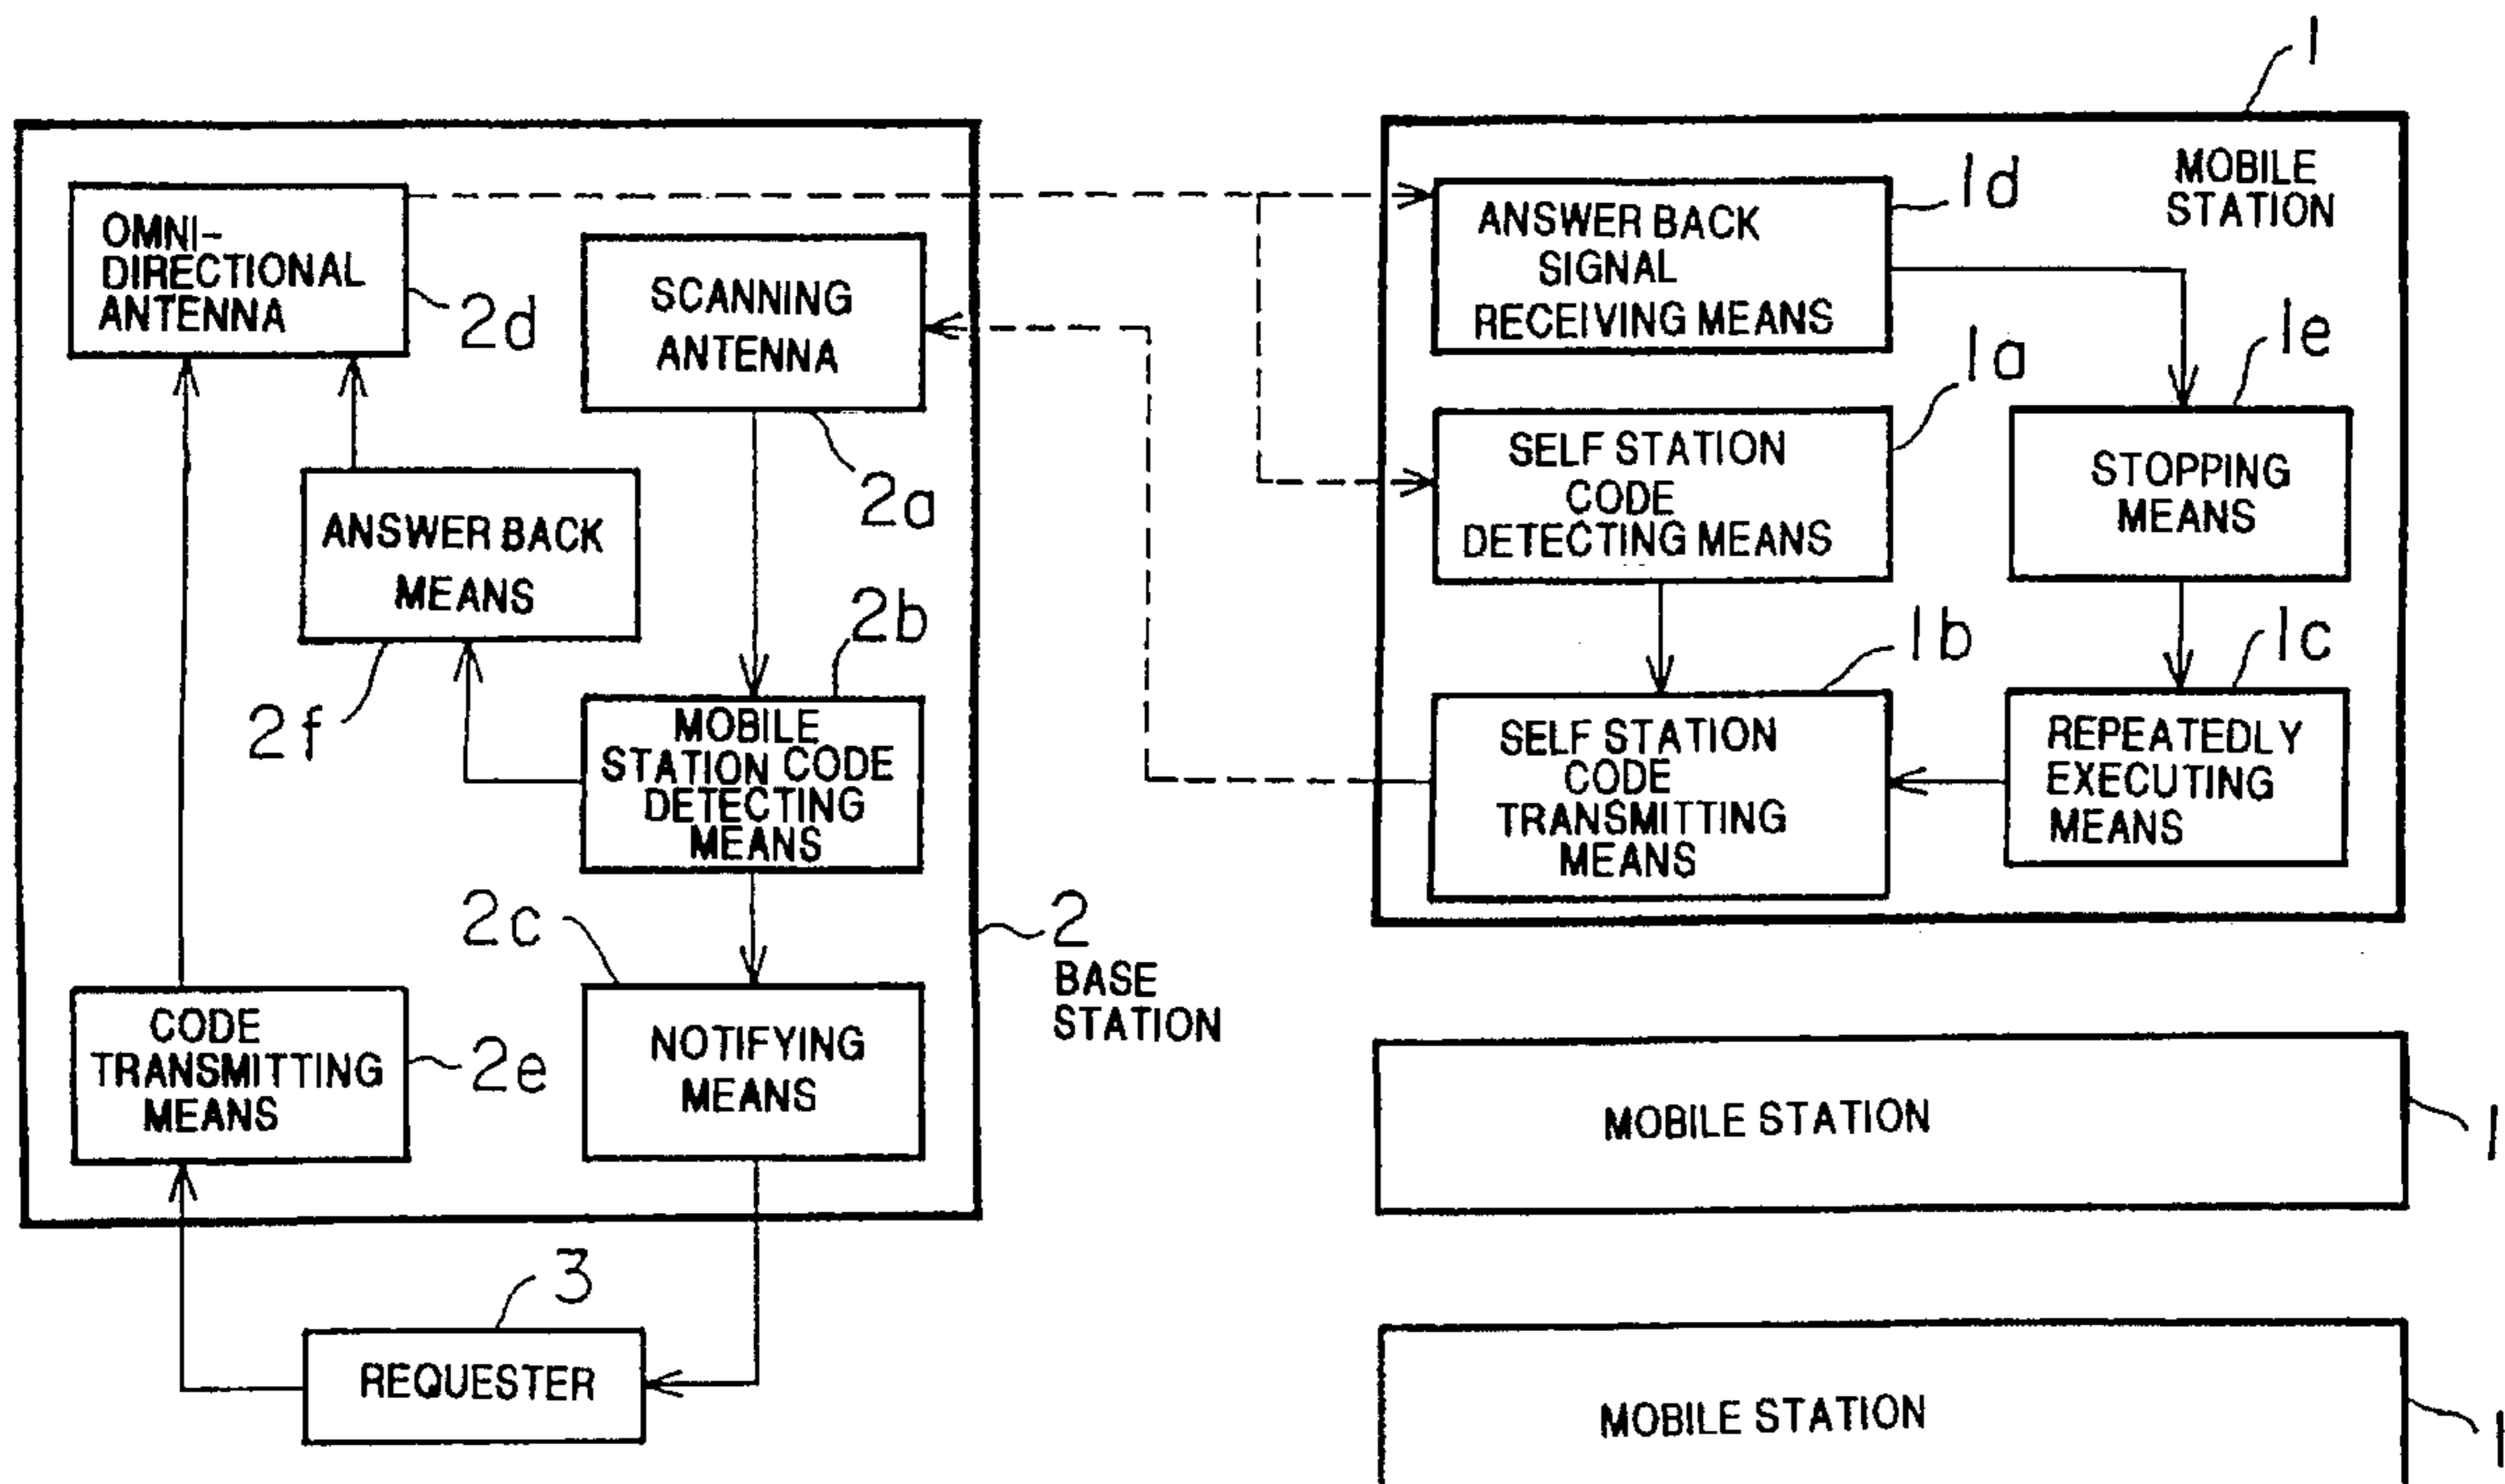 1
MOBILE
STATION
OMNI-
DIRECTIONAL
ANTENNA
2d
SCANNING
ANTENNA
2a
ANSWER BACK
MEANS
2f
2b
MOBILE
STATION CODE
DETECTING
MEANS
2c
NOTIFYING
MEANS
CODE
TRANSMITTING
MEANS
2e
2
BASE
STATION
3
REQUESTER
ANSWER BACK
SIGNAL
RECEIVING MEANS
1d
1a
SELF STATION
CODE
DETECTING MEANS
1e
STOPPING
MEANS
1b
SELF STATION
CODE
TRANSMITTING
MEANS
1c
REPEATEDLY
EXECUTING
MEANS
MOBILE STATION
1
MOBILE STATION
1